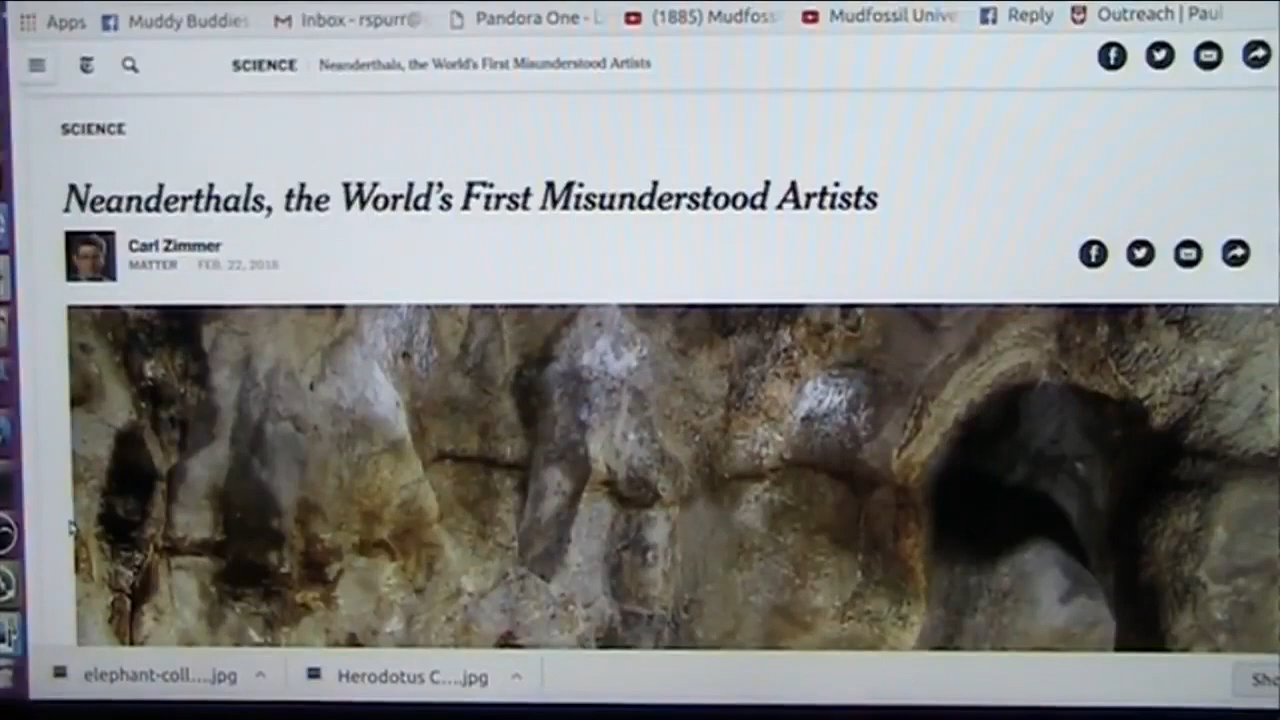 Apps Muddy Buddies Inbox - rspurr@ Pandora One - L (1885) Mudfoss Mudfossil Unive Reply Outreach | Paul
SCIENCE Neanderthals, the World's First Misunderstood Artists
SCIENCE
Neanderthals, the World's First Misunderstood Artists
Carl Zimmer
MATTER FEB. 22, 2018
elephant-coll....jpg Herodotus C....jpg Sho